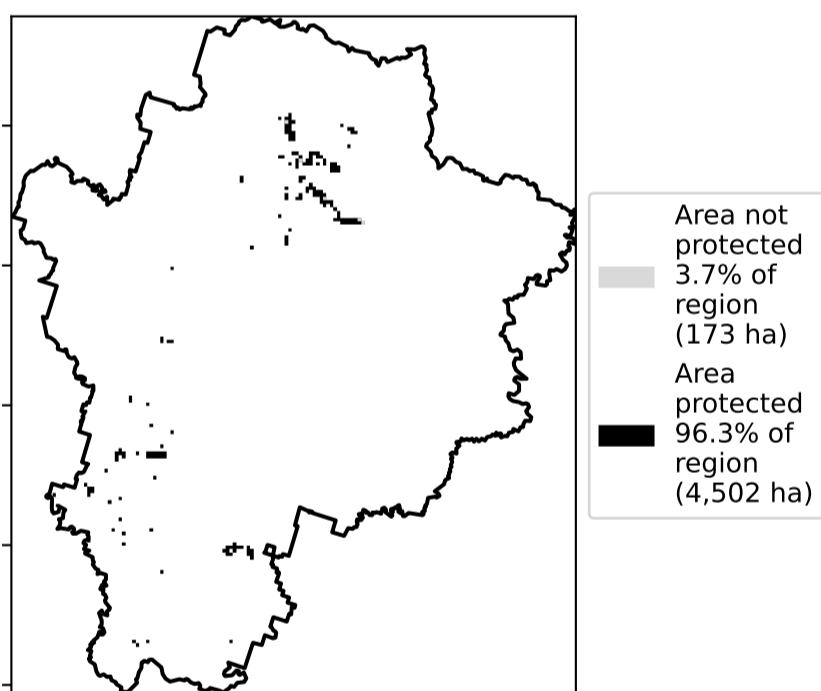 Area not
protected
3.7% of
region
(173 ha)
Area
protected
96.3% of
region
(4,502 ha)